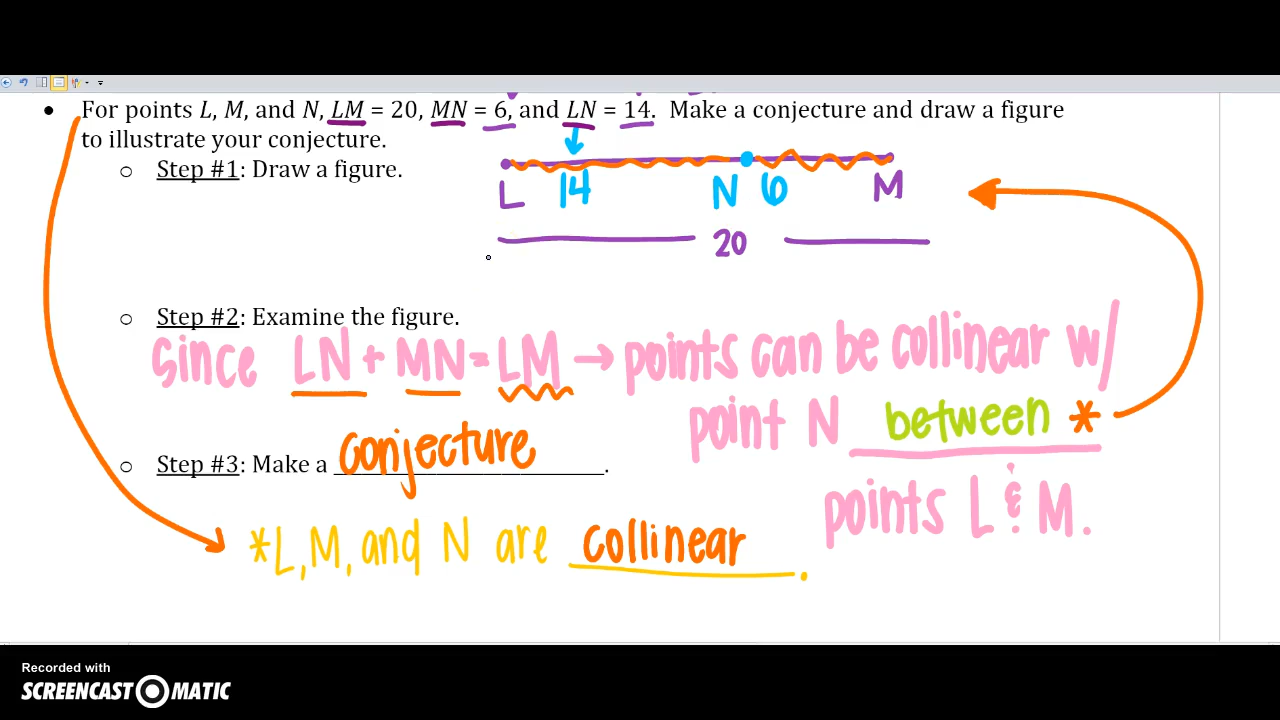 • For points L, M, and N, LM = 20, MN = 6, and LN = 14. Make a conjecture and draw a figure
to illustrate your conjecture.
o Step #1: Draw a figure.
L 14 N 6 M
20
o Step #2: Examine the figure.
Since LN + MN = LM → points can be collinear w/
point N between *
points L & M.
o Step #3: Make a conjecture.
*L, M, and N are collinear.
Recorded with
SCREENCAST-O-MATIC